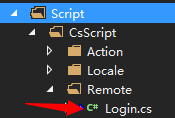 Script
CsScript
Action
Locale
Remote
C# Login.cs